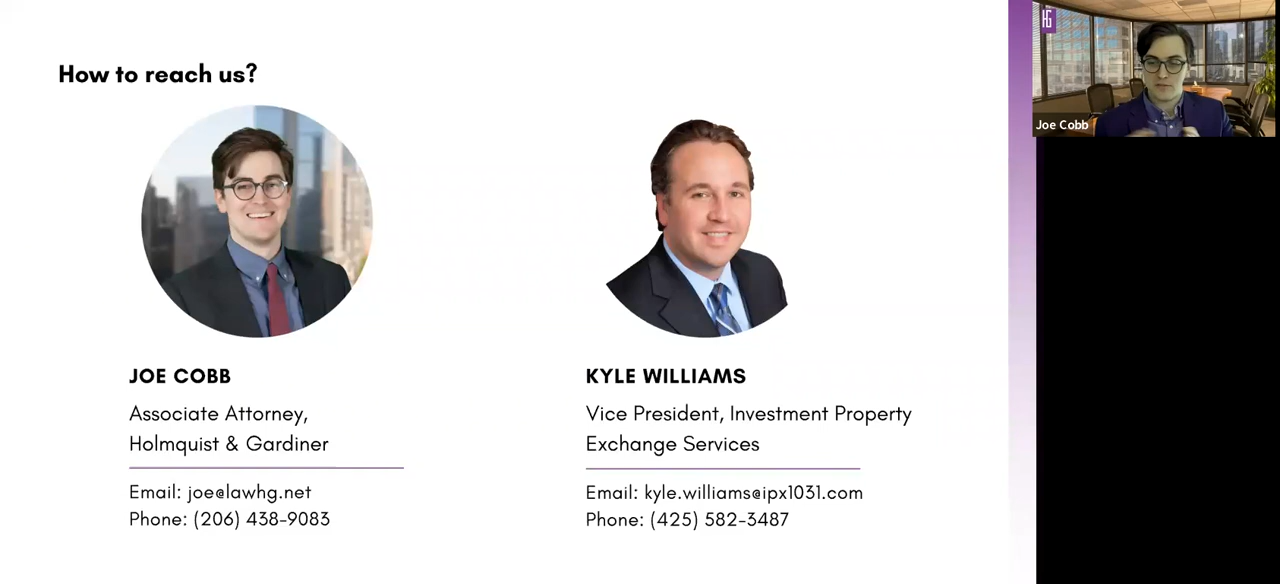 How to reach us?
JOE COBB
Associate Attorney,
Holmquist & Gardiner
Email: joe@lawhg.net
Phone: (206) 438-9083
KYLE WILLIAMS
Vice President, Investment Property
Exchange Services
Email: kyle.williams@ipx1031.com
Phone: (425) 582-3487
HG
Joe Cobb